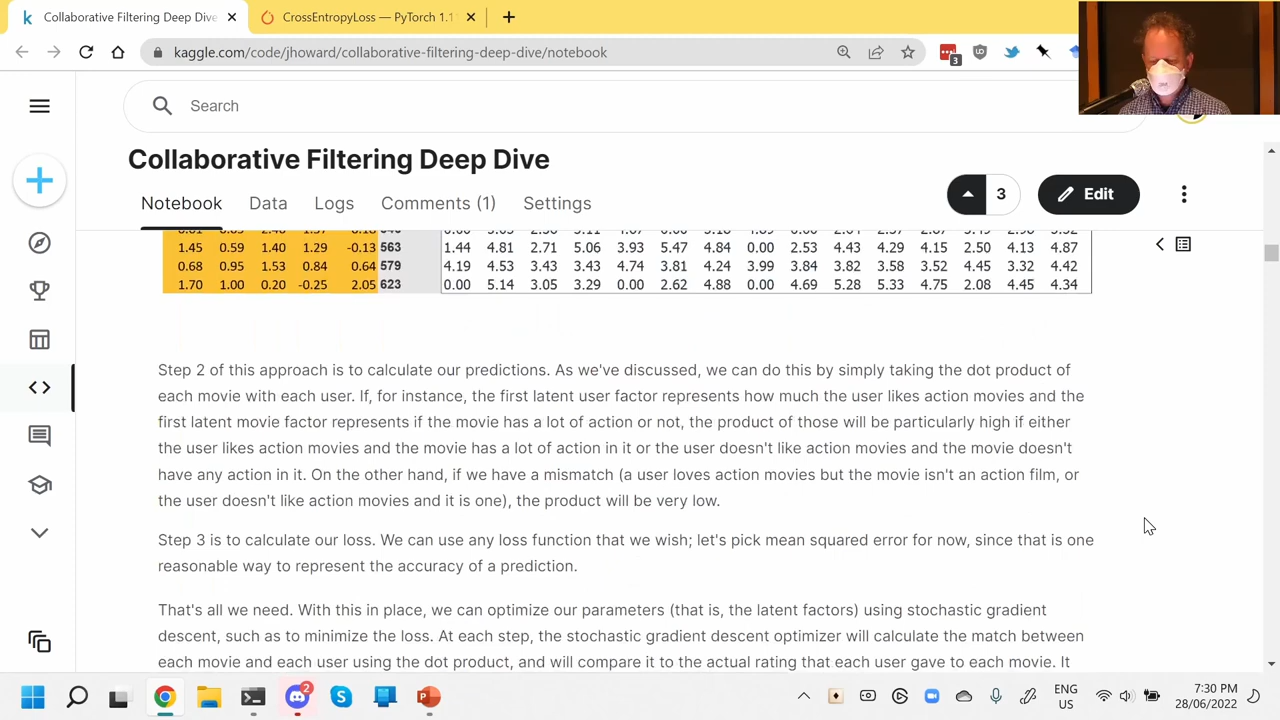 Collaborative Filtering Deep Dive
CrossEntropyLoss — PyTorch 1.1
kaggle.com/code/jhoward/collaborative-filtering-deep-dive/notebook
3
Search
Collaborative Filtering Deep Dive
Notebook Data Logs Comments (1) Settings
3 Edit
1.45 0.59 1.40 1.29 -0.13 563 1.44 4.81 2.71 5.06 3.93 5.47 4.84 0.00 2.53 4.43 4.29 4.15 2.50 4.13 4.87
0.68 0.95 1.53 0.84 0.64 579 4.19 4.53 3.43 3.43 4.74 3.81 4.24 3.99 3.84 3.82 3.58 3.52 4.45 3.32 4.42
1.70 1.00 0.20 -0.25 2.05 623 0.00 5.14 3.05 3.29 0.00 2.62 4.88 0.00 4.69 5.28 5.33 4.75 2.08 4.45 4.34
Step 2 of this approach is to calculate our predictions. As we've discussed, we can do this by simply taking the dot product of
each movie with each user. If, for instance, the first latent user factor represents how much the user likes action movies and the
first latent movie factor represents if the movie has a lot of action or not, the product of those will be particularly high if either
the user likes action movies and the movie has a lot of action in it or the user doesn't like action movies and the movie doesn't
have any action in it. On the other hand, if we have a mismatch (a user loves action movies but the movie isn't an action film, or
the user doesn't like action movies and it is one), the product will be very low.
Step 3 is to calculate our loss. We can use any loss function that we wish; let's pick mean squared error for now, since that is one
reasonable way to represent the accuracy of a prediction.
That's all we need. With this in place, we can optimize our parameters (that is, the latent factors) using stochastic gradient
descent, such as to minimize the loss. At each step, the stochastic gradient descent optimizer will calculate the match between
each movie and each user using the dot product, and will compare it to the actual rating that each user gave to each movie. It
2
ENG
US
7:30 PM
28/06/2022